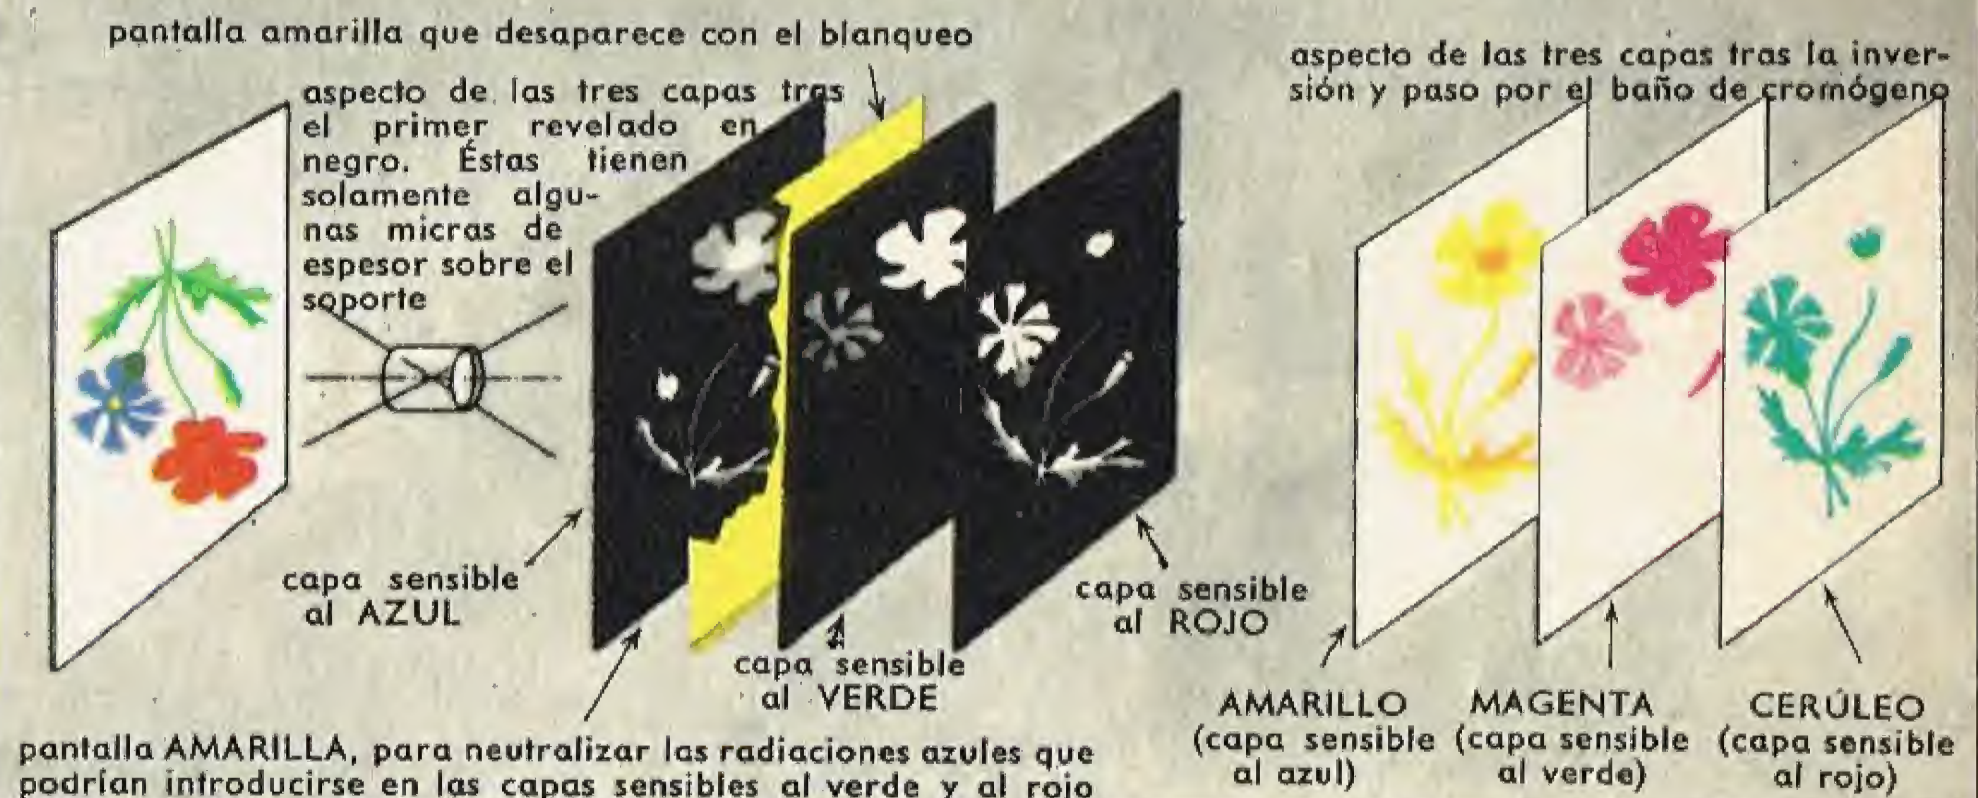 pantalla amarilla que desaparece con el blanqueo
aspecto de las tres capas tras
el primer revelado en
negro. Éstas tienen
solamente algu-
nas micras de
espesor sobre el
soporte
aspecto de las tres capas tras la inver-
sión y paso por el baño de cromógeno
capa sensible
al AZUL
capa sensible
al VERDE
capa sensible
al ROJO
pantalla AMARILLA, para neutralizar las radiaciones azules que
podrían introducirse en las capas sensibles al verde y al rojo
AMARILLO
(capa sensible
al azul)
MAGENTA
(capa sensible
al verde)
CERÚLEO
(capa sensible
al rojo)